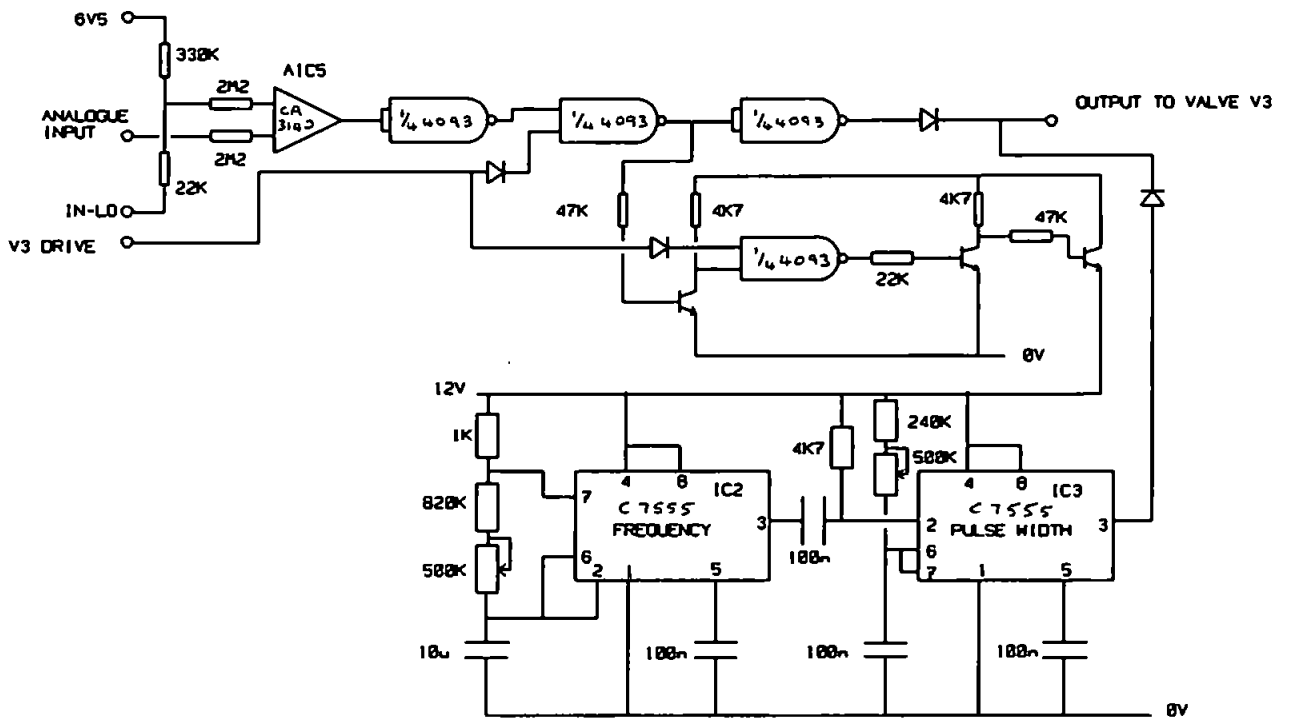 6V5
330K
A1C5
2M2
ANALOGUE
INPUT
CA
3140
1/4 4093
1/4 4093
1/4 4093
OUTPUT TO VALVE V3
2M2
22K
IN-LO
V3 DRIVE
47K
4K7
4K7
47K
1/4 4093
22K
0V
12V
1K
240K
4K7
500K
4
8
IC2
4
8
IC3
7
820K
C7555
FREQUENCY
3
2
C7555
PULSE WIDTH
3
6
100n
6
500K
2
1
5
7
1
5
10u
100n
100n
100n
0V